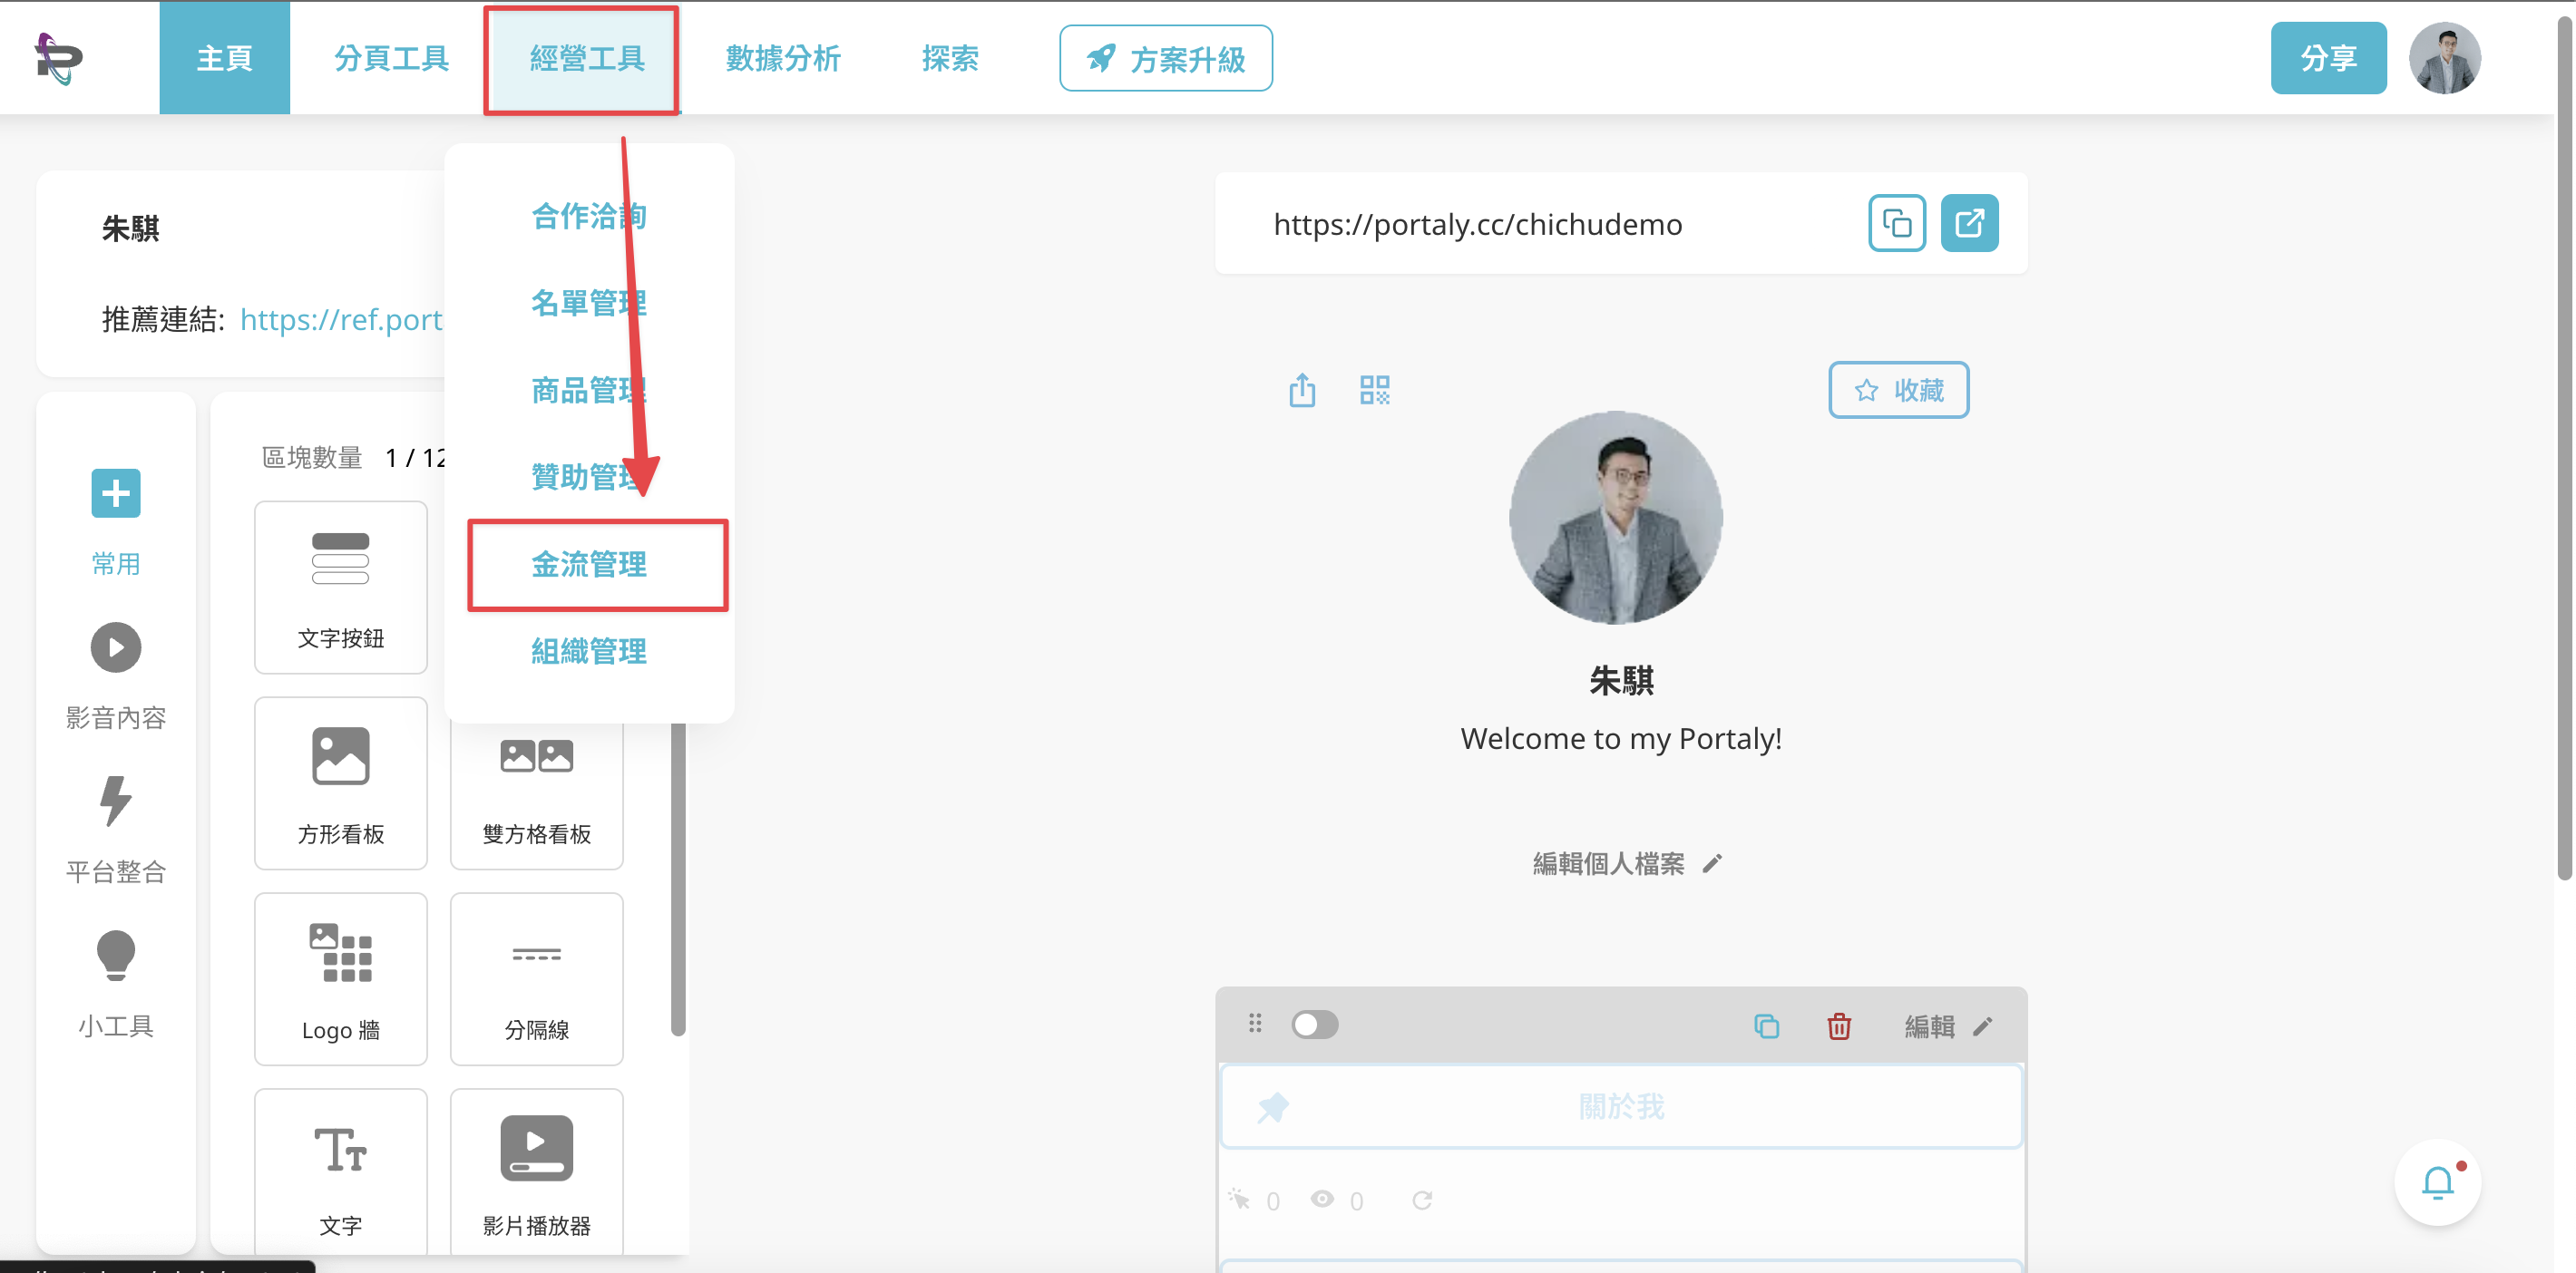 主頁
分頁工具
經營工具
數據分析
探索
方案升級
分享
合作洽詢
名單管理
商品管理
贊助管理
金流管理
組織管理
朱騏
推薦連結: https://ref.port
區塊數量 1 / 12
常用
影音內容
平台整合
小工具
文字按鈕
方形看板
雙方格看板
Logo 牆
分隔線
文字
影片播放器
https://portaly.cc/chichudemo
收藏
朱騏
Welcome to my Portaly!
編輯個人檔案
編輯
關於我
0
0